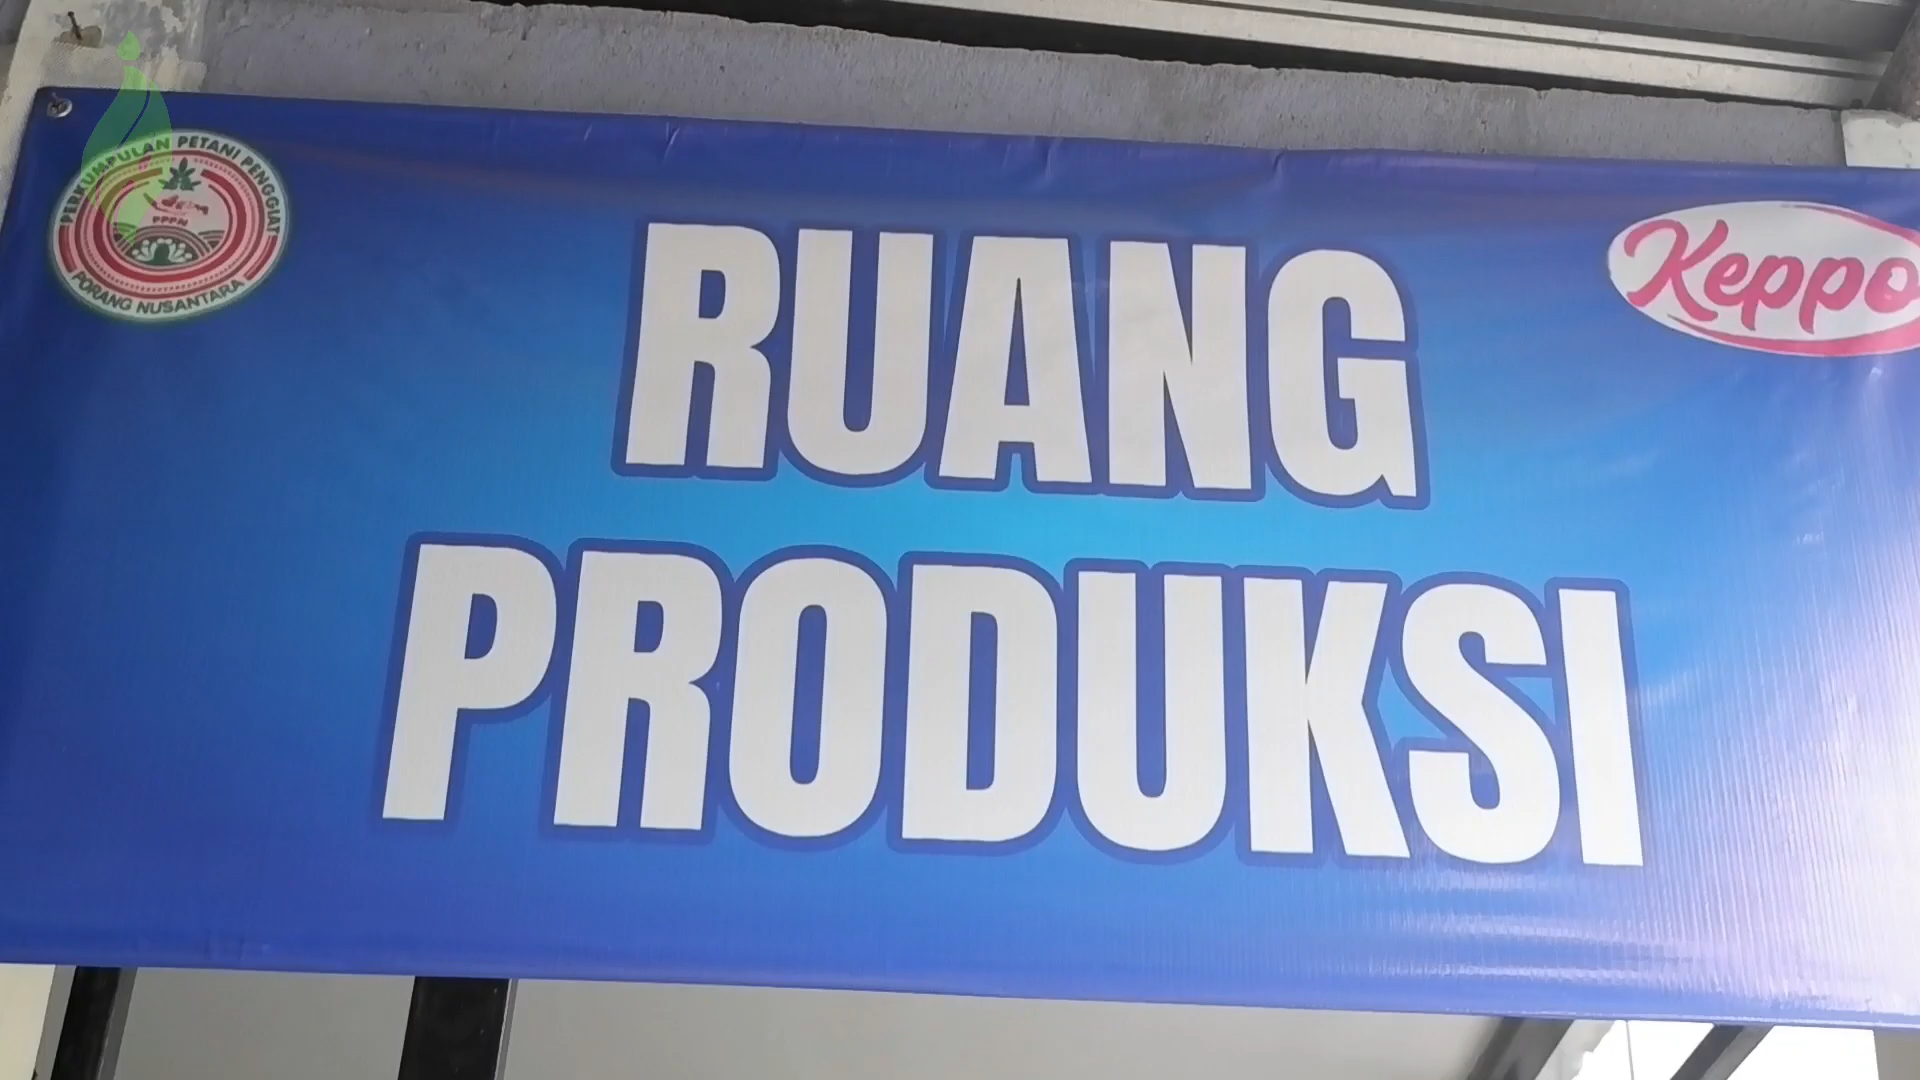 PERKUMPULAN PETANI PENGGIAT
PPPN
PORANG NUSANTARA
Keppo
RUANG
PRODUKSI